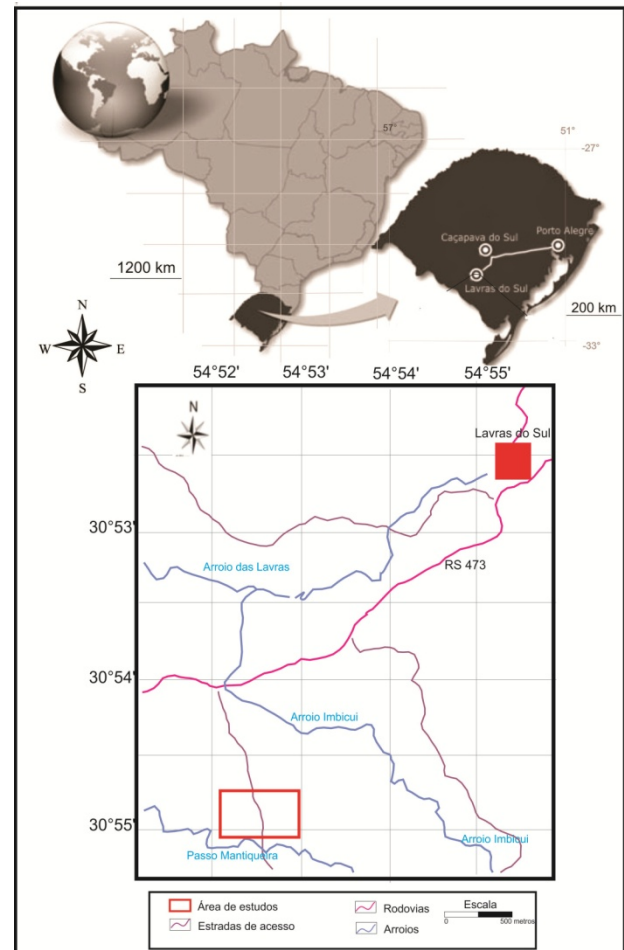 57°
51°
-27°
Caçapava do Sul
Porto Alegre
Lavras do Sul
1200 km
200 km
-33°
N
W E
S
54°52' 54°53' 54°54' 54°55'
N
Lavras do Sul
30°53'
Arroio das Lavras
RS 473
30°54'
Arroio Imbicui
30°55'
Passo Mantiqueira
Arroio Imbicui
Área de estudos
Rodovias
Escala
Estradas de acesso
Arroios
0 500 metros